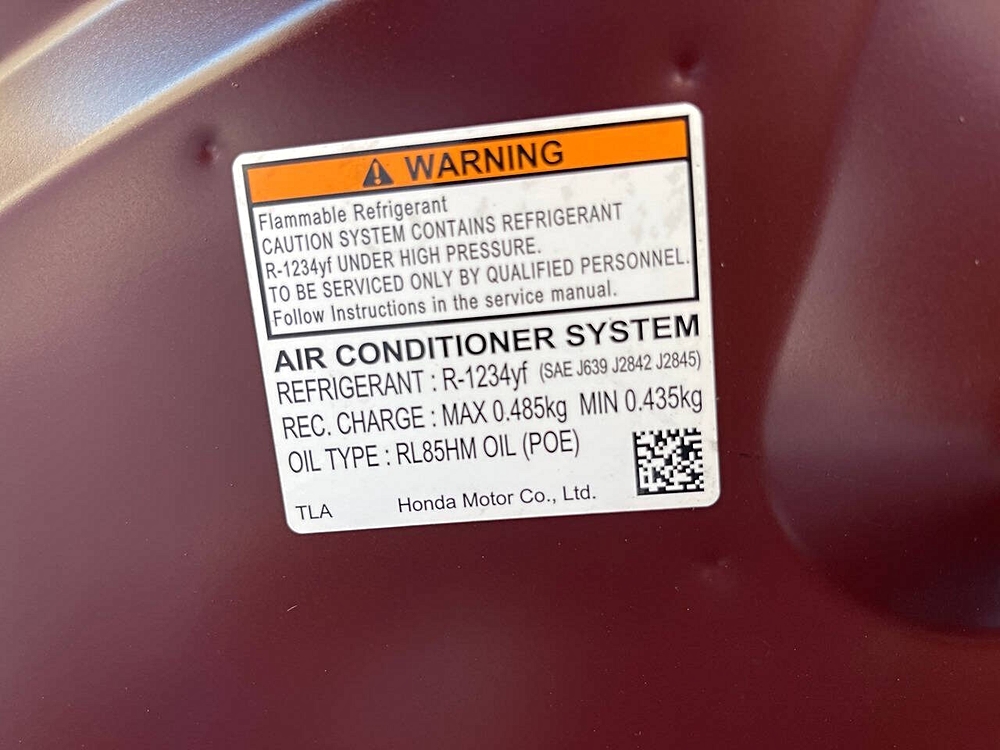 WARNING
Flammable Refrigerant
CAUTION SYSTEM CONTAINS REFRIGERANT
R-1234yf UNDER HIGH PRESSURE.
TO BE SERVICED ONLY BY QUALIFIED PERSONNEL.
Follow Instructions in the service manual.
AIR CONDITIONER SYSTEM
REFRIGERANT : R-1234yf (SAE J639 J2842 J2845)
REC. CHARGE : MAX 0.485kg MIN 0.435kg
OIL TYPE : RL85HM OIL (POE)
TLA Honda Motor Co., Ltd.